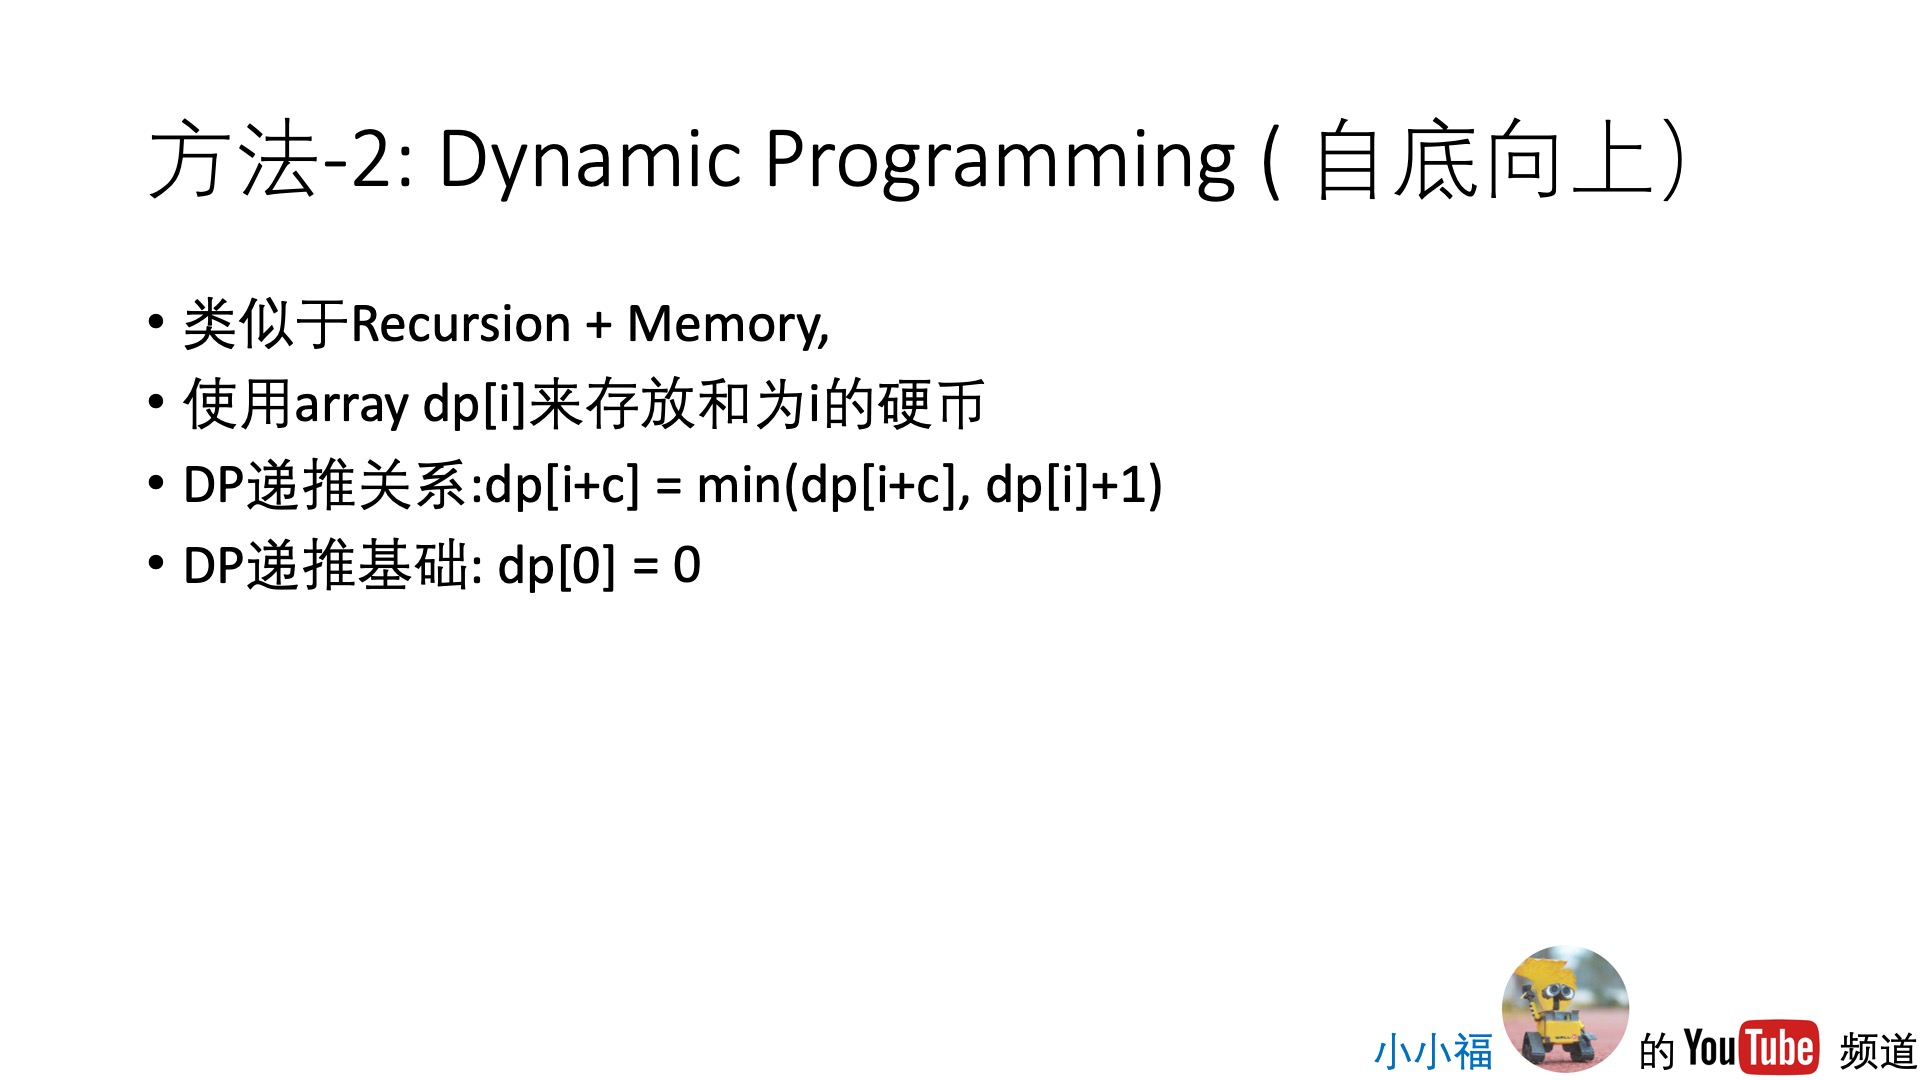 方法-2: Dynamic Programming ( 自底向上）
• 类似于Recursion + Memory,
• 使用array dp[i]来存放和为i的硬币
• DP递推关系:dp[i+c] = min(dp[i+c], dp[i]+1)
• DP递推基础: dp[0] = 0
小小福 的 YouTube 频道